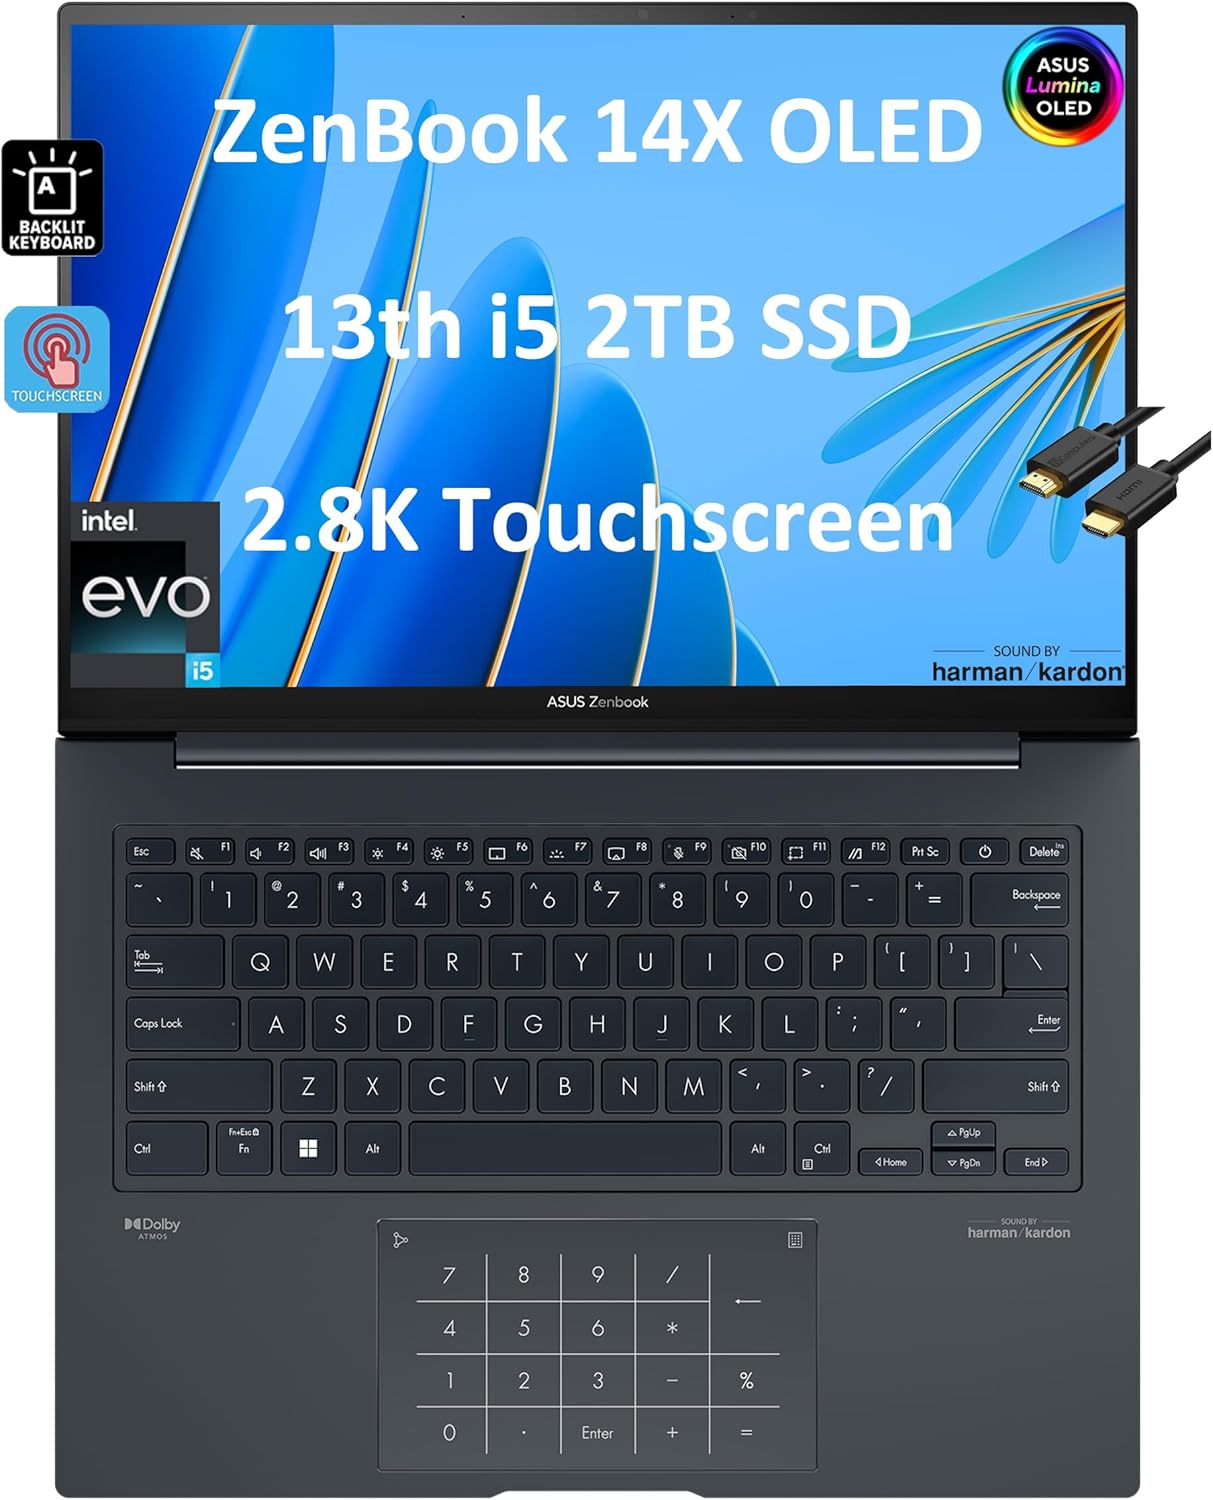 ASUS
Lumina
OLED
ZenBook 14X OLED
A
BACKLIT
KEYBOARD
13th i5 2TB SSD
TOUCHSCREEN
HDMI
2.8K Touchscreen
intel.
evo
i5
SOUND BY
harman/kardon
ASUS Zenbook
Esc F1 F2 F3 F4 F5 F6 F7 F8 F9 F10 F11 F12 Prt Sc Delete Ins
~ ` ! 1 @ 2 # 3 $ 4 % 5 ^ 6 & 7 * 8 ( 9 ) 0 _ - + = Backspace
Tab Q W E R T Y U I O P { [ } ] | \
Caps Lock A S D F G H J K L : ; " ' Enter
Shift Z X C V B N M < , > . ? / Shift
Ctrl Fn+Esc Fn Alt Alt Ctrl Home PgUp PgDn End
Dolby
ATMOS
SOUND BY
harman/kardon
7 8 9 / ←
4 5 6 *
1 2 3 - %
0 . Enter + =